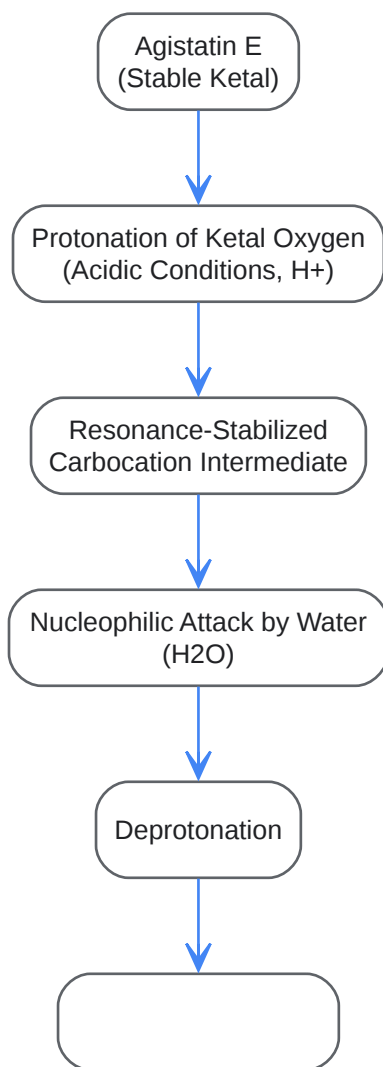 Agistatin E
(Stable Ketal)
Protonation of Ketal Oxygen
(Acidic Conditions, H+)
Resonance-Stabilized
Carbocation Intermediate
Nucleophilic Attack by Water
(H2O)
Deprotonation